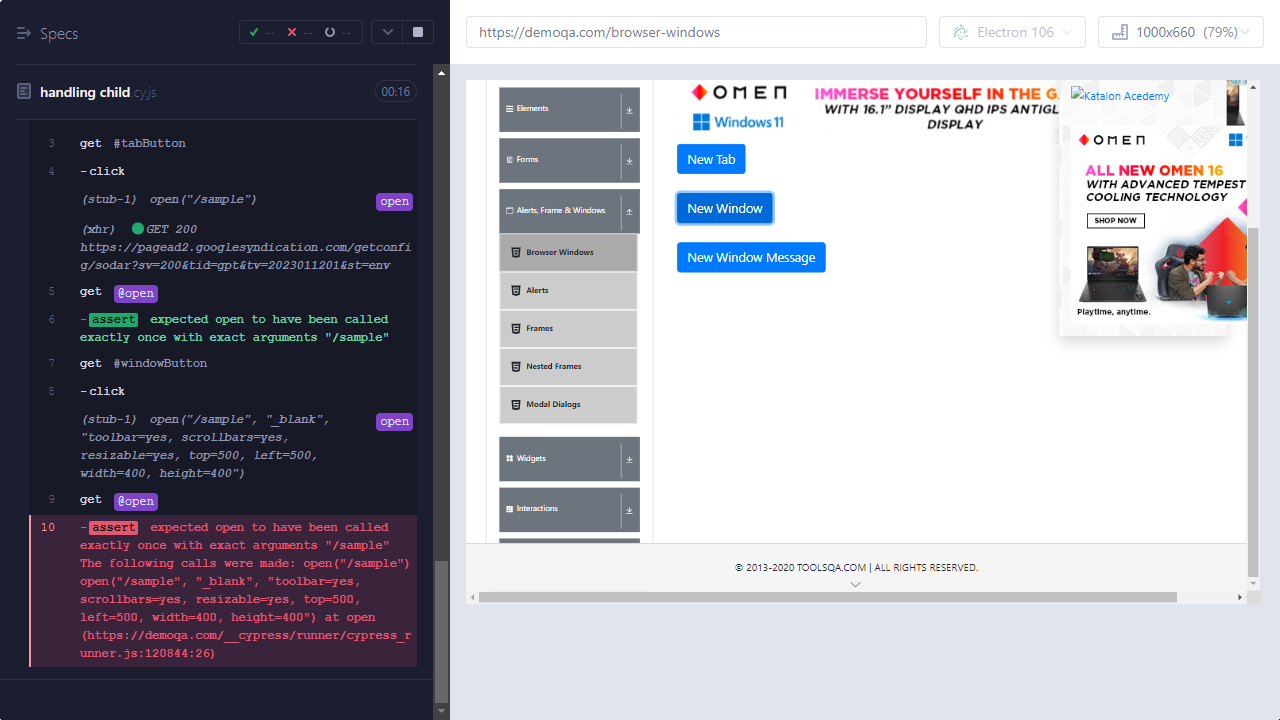 Specs
--
--
--
handling child.cy.js
00:16
3 get #tabButton
4 -click
(stub-1) open("/sample") open
(xhr) GET 200
https://pagead2.googlesyndication.com/getconfi
g/sodar?sv=200&tid=gpt&tv=2023011201&st=env
5 get @open
6 -assert expected open to have been called
exactly once with exact arguments "/sample"
7 get #windowButton
8 -click
(stub-1) open("/sample", "_blank", open
"toolbar=yes, scrollbars=yes,
resizable=yes, top=500, left=500,
width=400, height=400")
9 get @open
10 -assert expected open to have been called
exactly once with exact arguments "/sample"
The following calls were made: open("/sample")
open("/sample", "_blank", "toolbar=yes,
scrollbars=yes, resizable=yes, top=500,
left=500, width=400, height=400") at open
(https://demoqa.com/__cypress/runner/cypress_r
unner.js:120844:26)
https://demoqa.com/browser-windows
Electron 106
1000x660 (79%)
Elements
Forms
Alerts, Frame & Windows
Browser Windows
Alerts
Frames
Nested Frames
Modal Dialogs
Widgets
Interactions
OMEN
Windows 11
IMMERSE YOURSELF IN THE GA
WITH 16.1" DISPLAY QHD IPS ANTIGL
DISPLAY
New Tab
New Window
New Window Message
Katalon Acedemy
OMEN
ALL NEW OMEN 16
WITH ADVANCED TEMPEST
COOLING TECHNOLOGY
SHOP NOW
Playtime, anytime.
© 2013-2020 TOOLSQA.COM | ALL RIGHTS RESERVED.